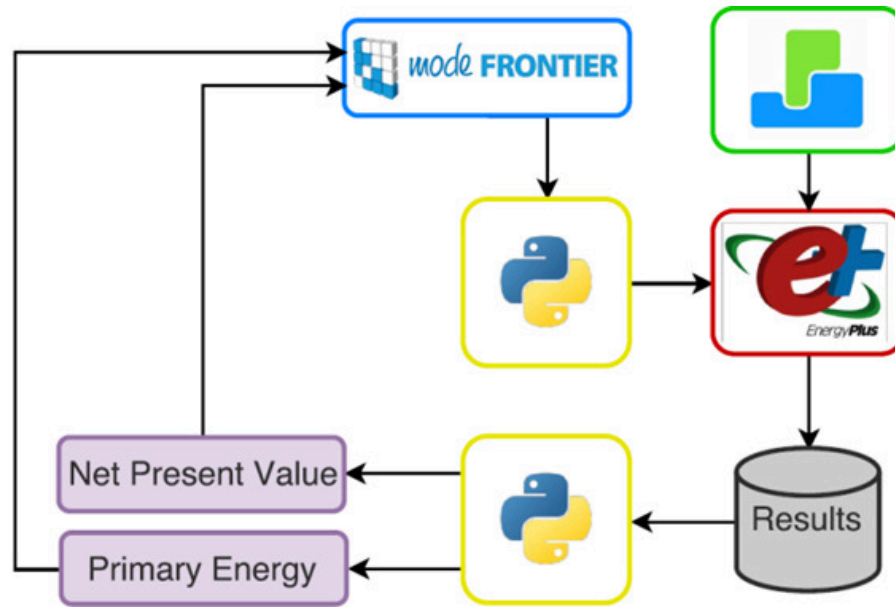 mode FRONTIER
e+
EnergyPlus
Net Present Value
Results
Primary Energy